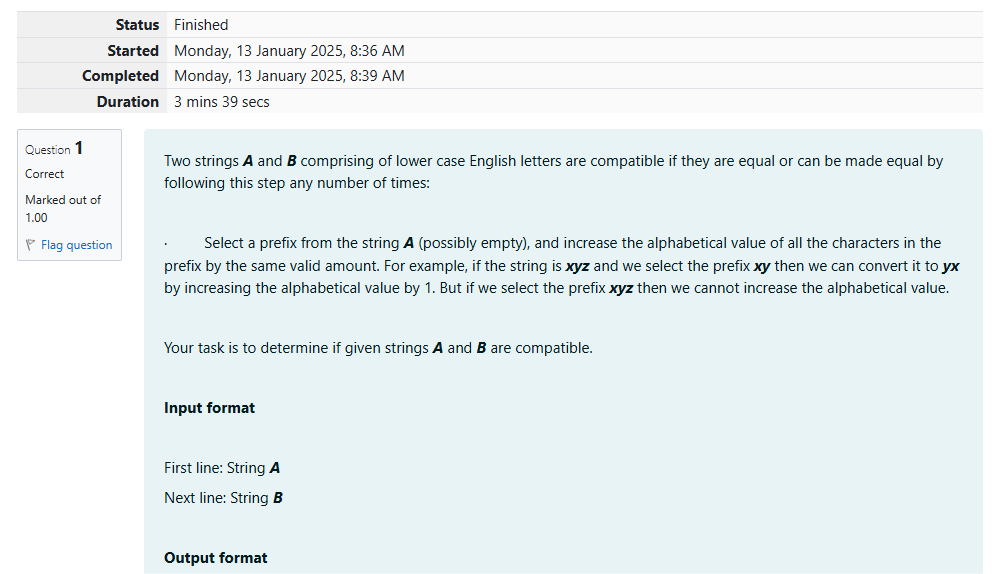 Status Finished
Started Monday, 13 January 2025, 8:36 AM
Completed Monday, 13 January 2025, 8:39 AM
Duration 3 mins 39 secs
Question 1
Correct
Marked out of
1.00
Flag question
Two strings A and B comprising of lower case English letters are compatible if they are equal or can be made equal by
following this step any number of times:
· Select a prefix from the string A (possibly empty), and increase the alphabetical value of all the characters in the
prefix by the same valid amount. For example, if the string is xyz and we select the prefix xy then we can convert it to yx
by increasing the alphabetical value by 1. But if we select the prefix xyz then we cannot increase the alphabetical value.
Your task is to determine if given strings A and B are compatible.
Input format
First line: String A
Next line: String B
Output format